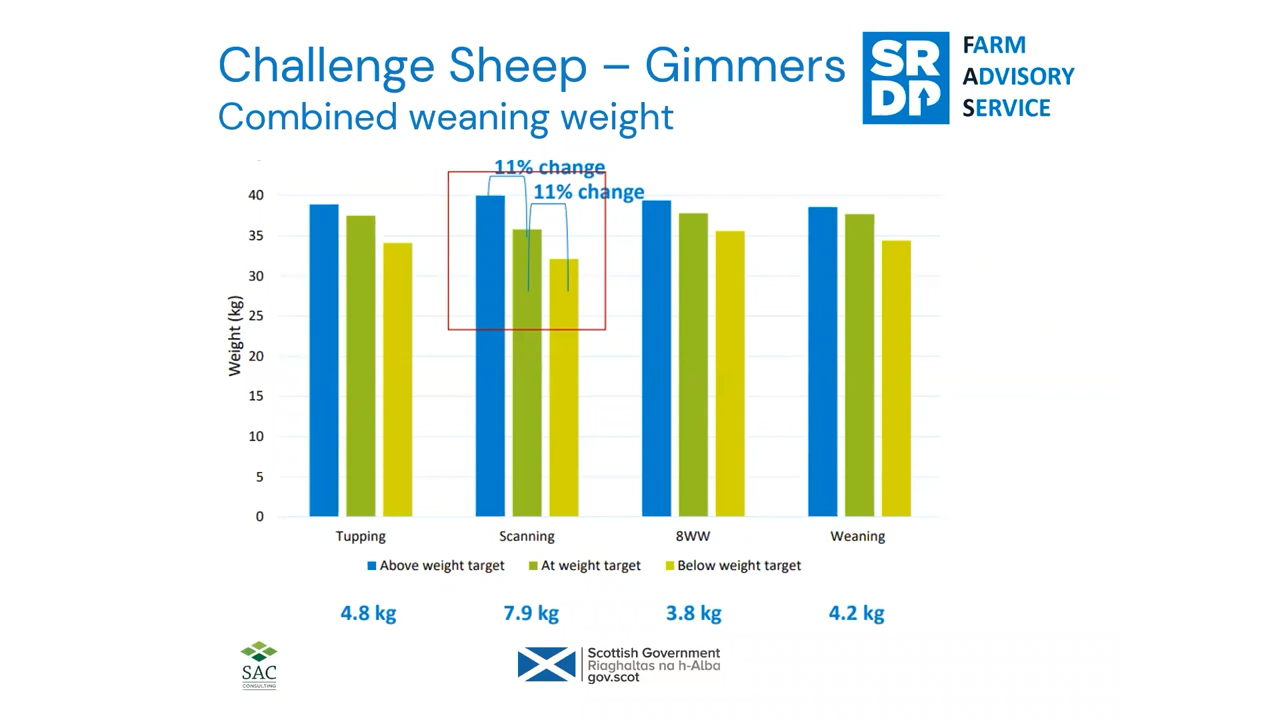 Challenge Sheep – Gimmers
Combined weaning weight
SR
DP
FARM
ADVISORY
SERVICE
11% change
11% change
Weight (kg)
40
35
30
25
20
15
10
5
0
Tupping
Scanning
8WW
Weaning
Above weight target
At weight target
Below weight target
4.8 kg
7.9 kg
3.8 kg
4.2 kg
SAC
CONSULTING
Scottish Government
Riaghaltas na h-Alba
gov.scot